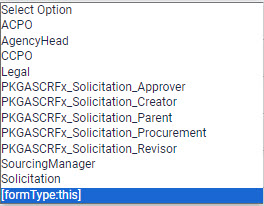 Select Option
ACPO
AgencyHead
CCPO
Legal
PKGASCRFx_Solicitation_Approver
PKGASCRFx_Solicitation_Creator
PKGASCRFx_Solicitation_Parent
PKGASCRFx_Solicitation_Procurement
PKGASCRFx_Solicitation_Revisor
SourcingManager
Solicitation
[formType:this]